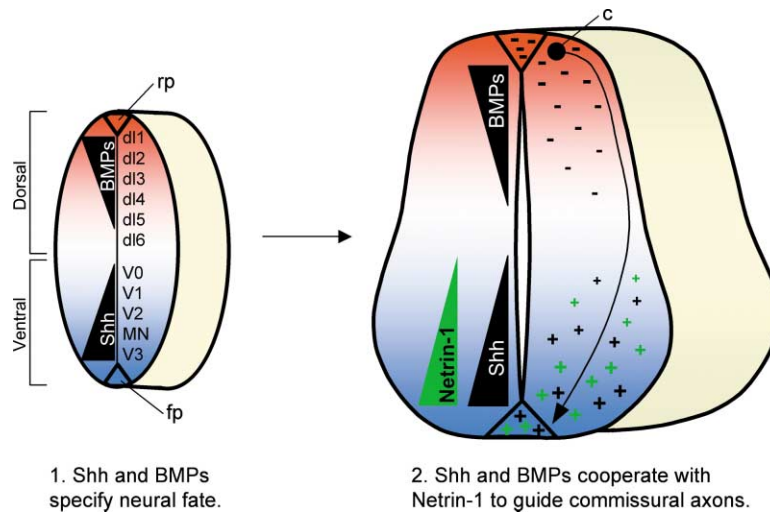 rp
Dorsal
BMPs
dI1
dI2
dI3
dI4
dI5
dI6
Ventral
Shh
V0
V1
V2
MN
V3
fp
c
BMPs
Netrin-1
Shh
1. Shh and BMPs
specify neural fate.
2. Shh and BMPs cooperate with
Netrin-1 to guide commissural axons.